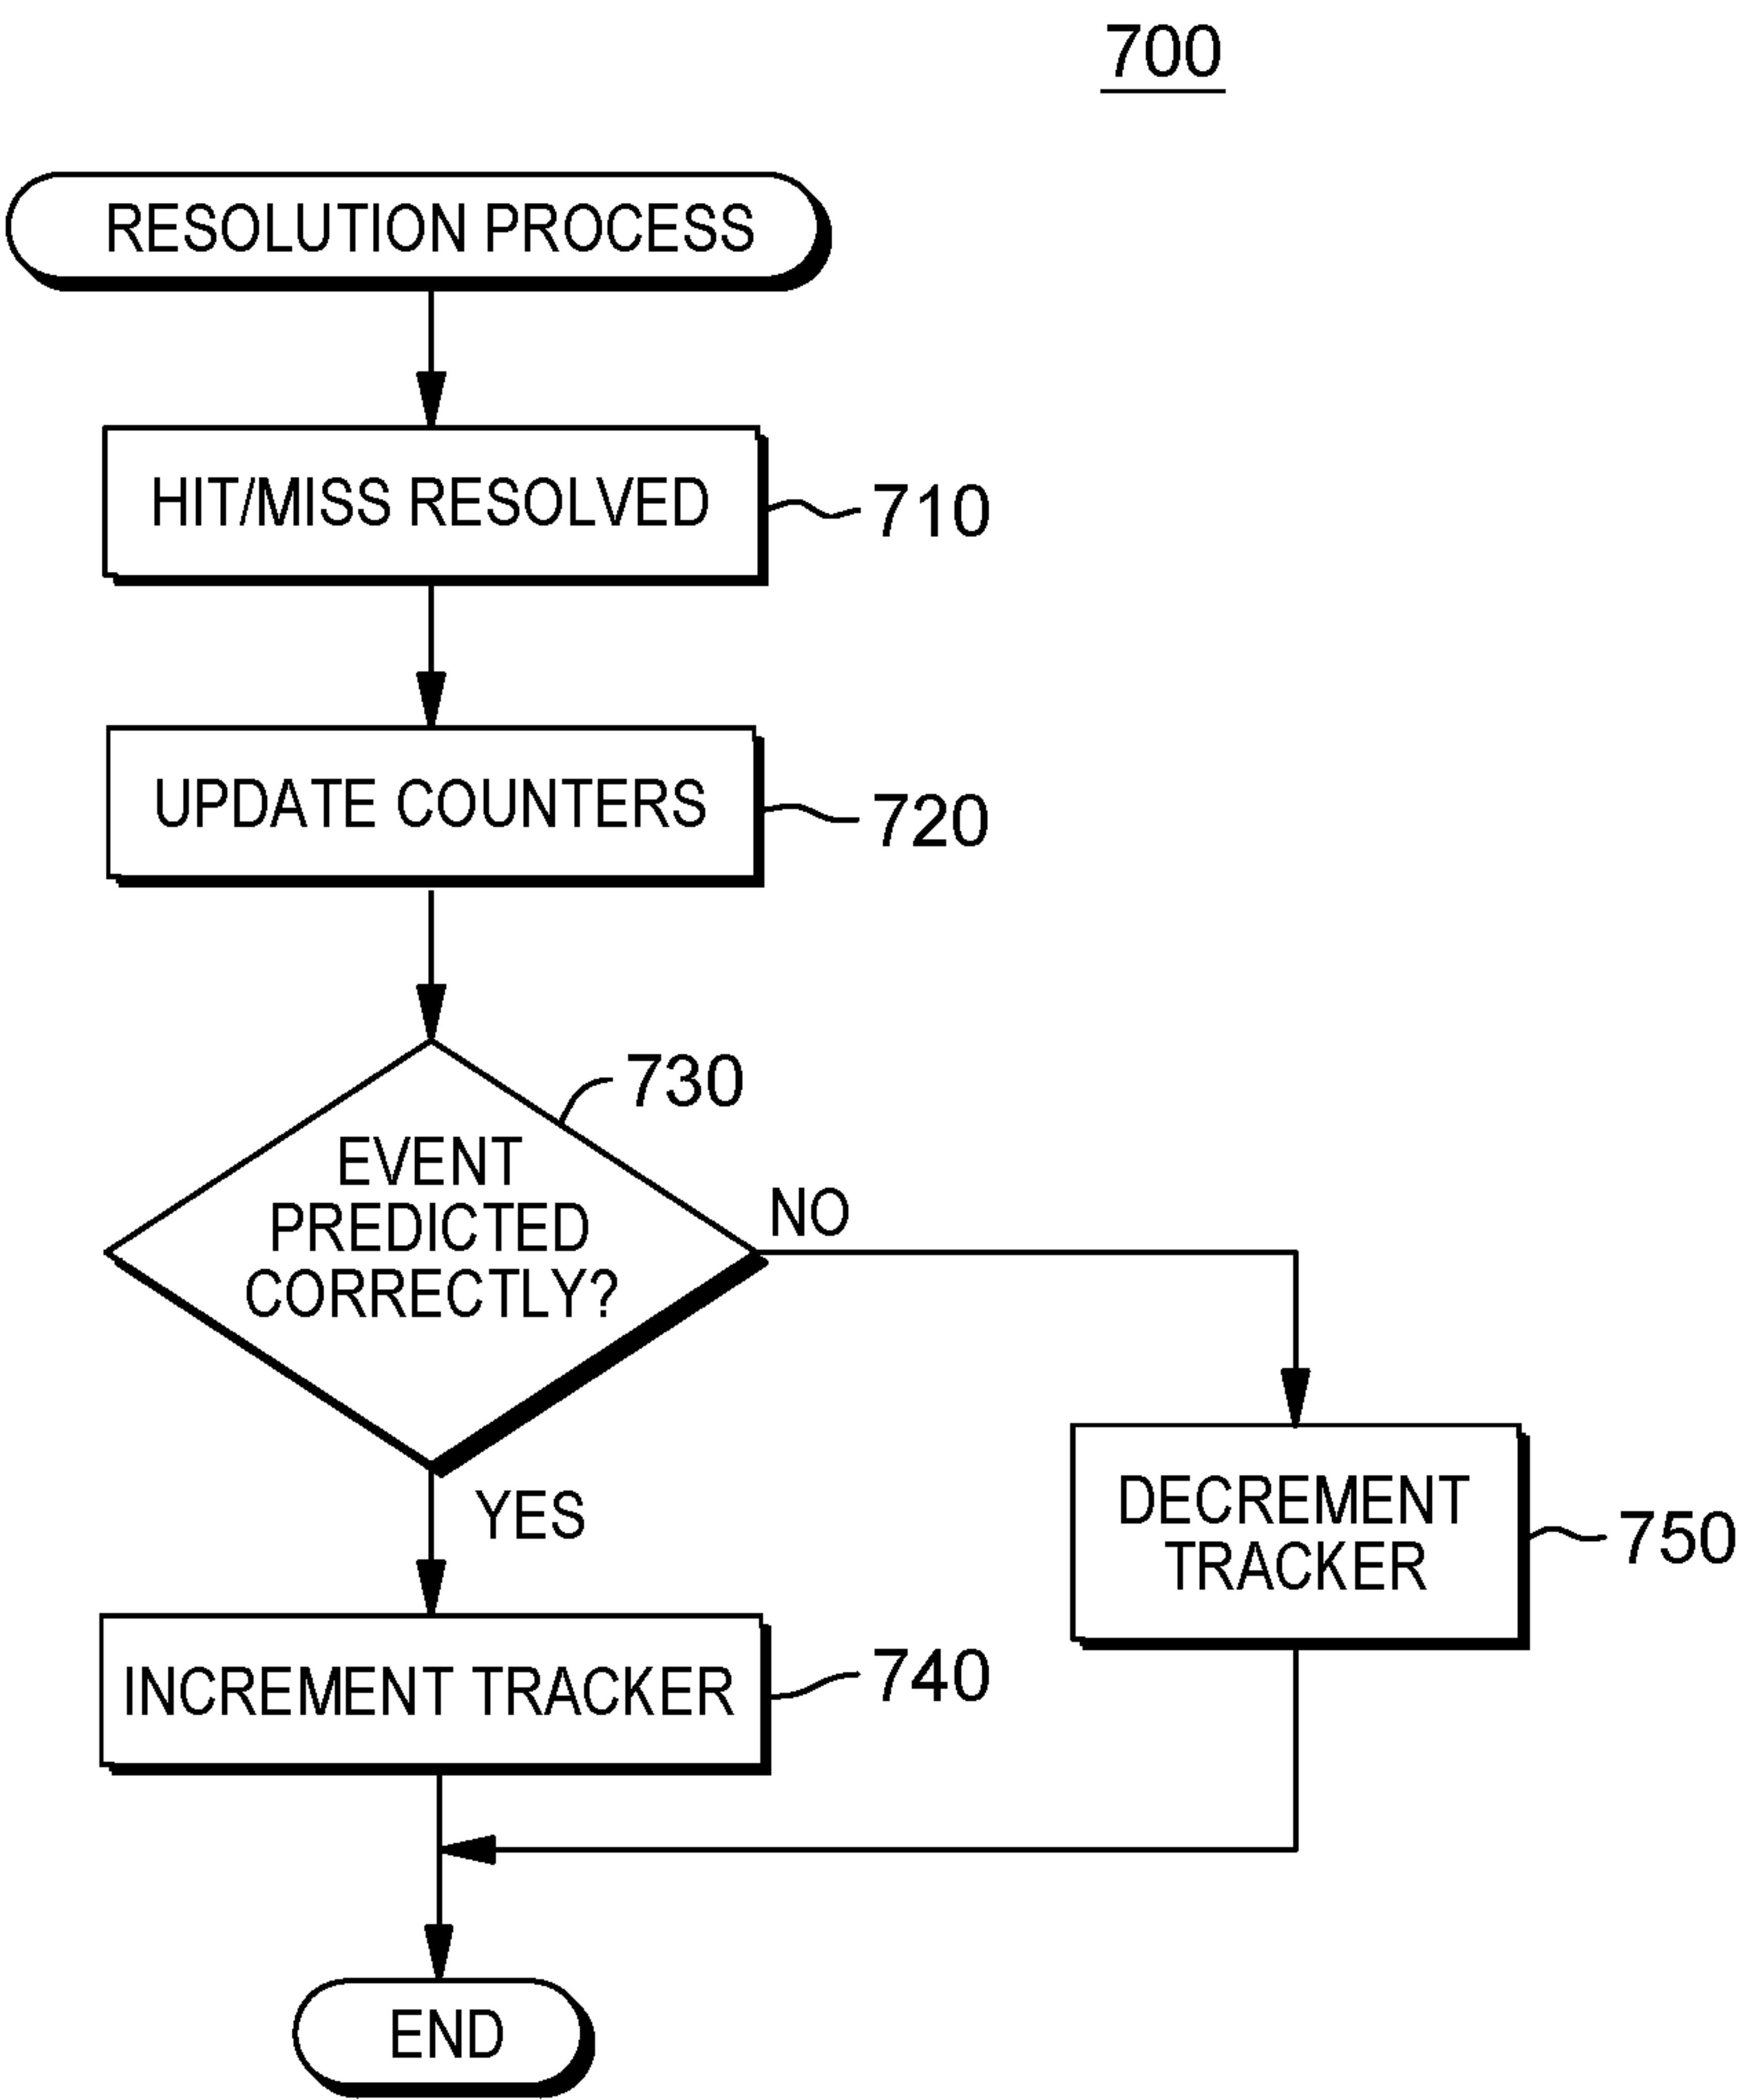 700
RESOLUTION PROCESS
HIT/MISS RESOLVED
710
UPDATE COUNTERS
720
730
EVENT
PREDICTED
CORRECTLY?
NO
YES
DECREMENT
TRACKER
750
INCREMENT TRACKER
740
END